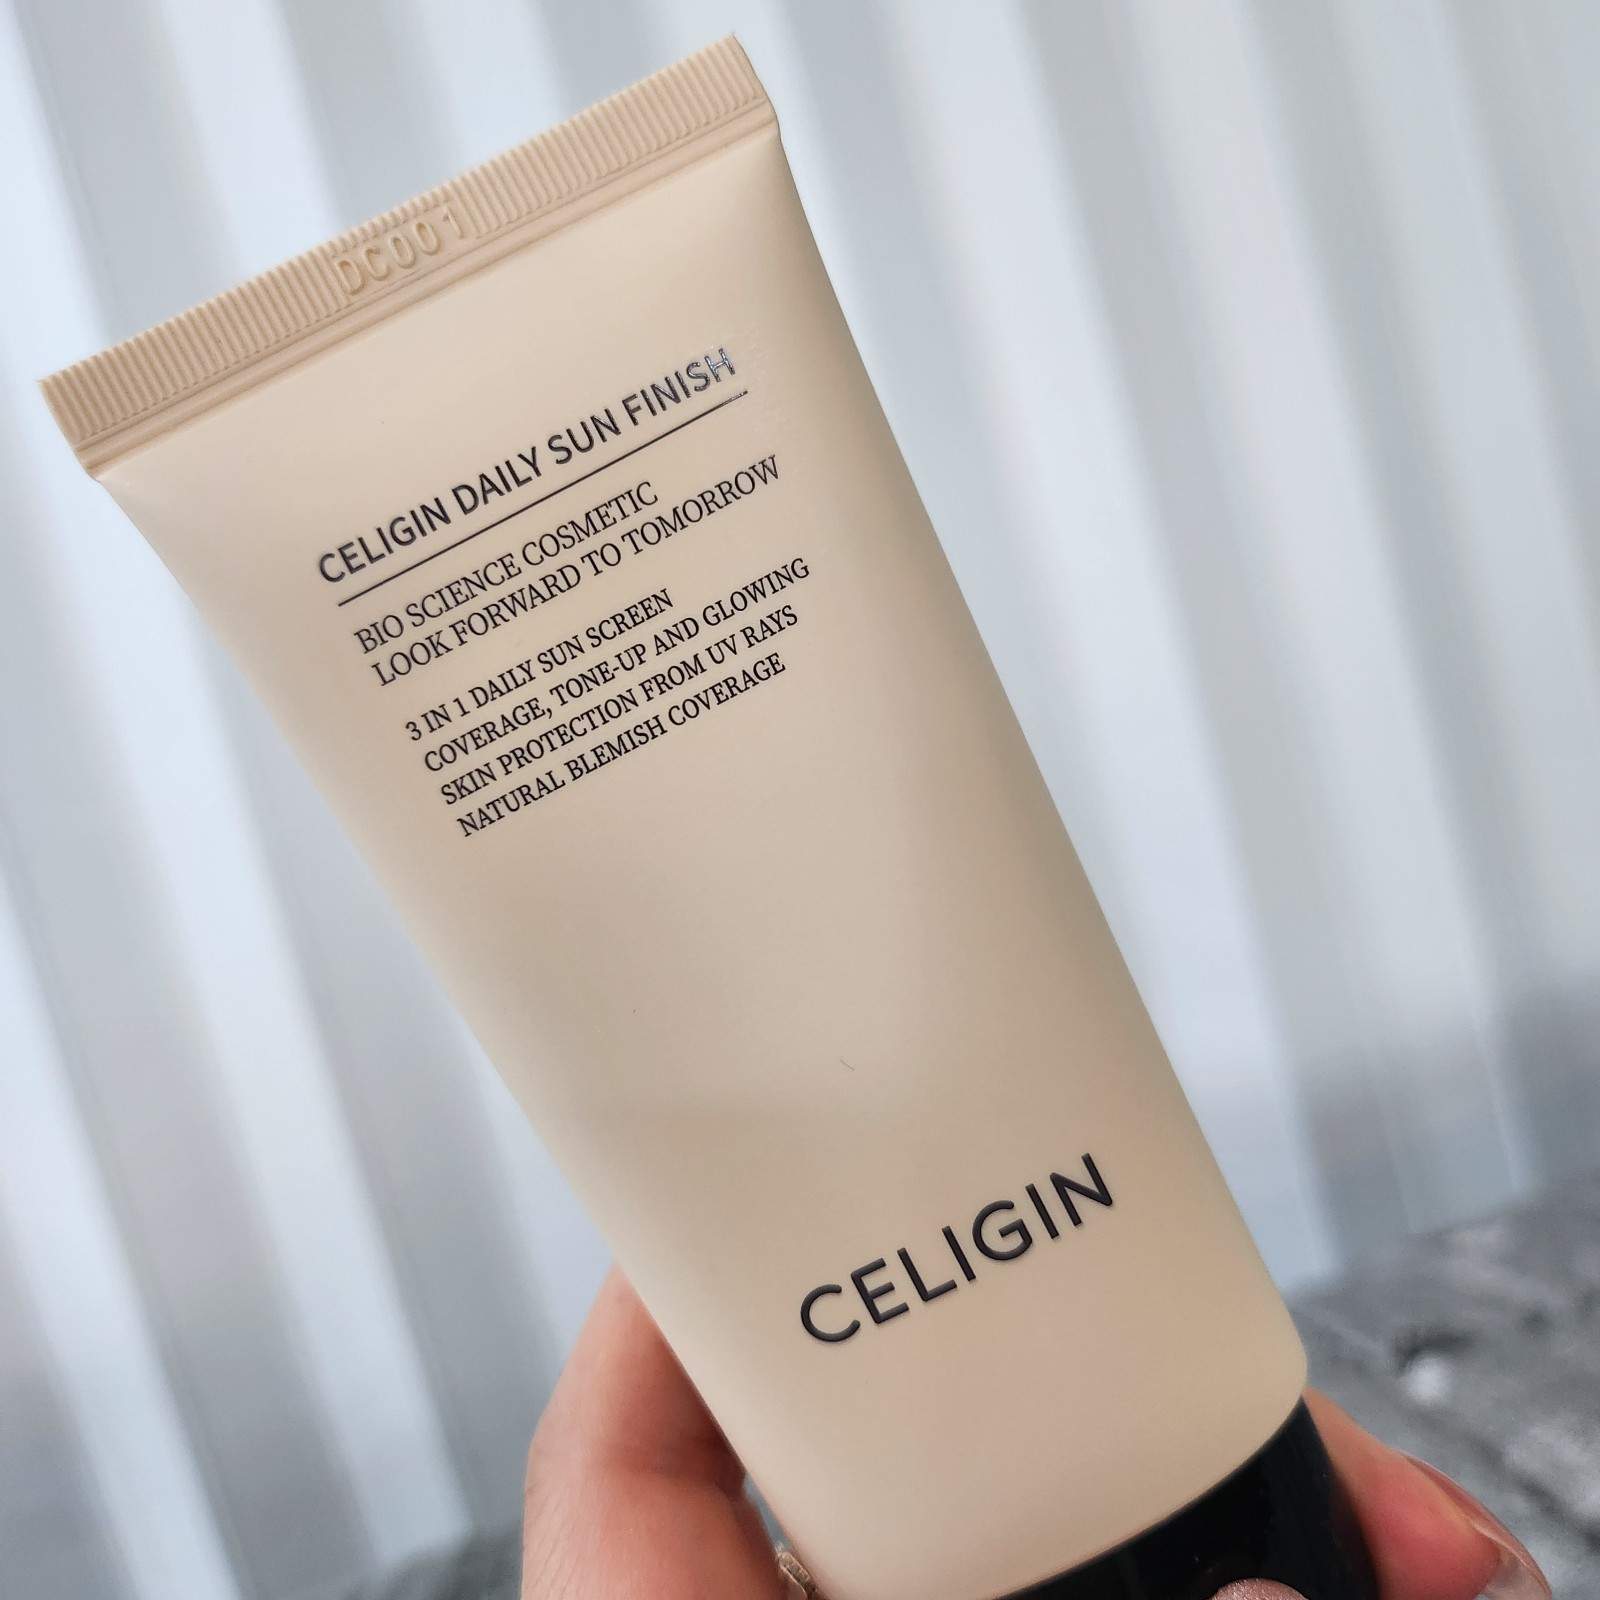 DC001
CELIGIN DAILY SUN FINISH
BIO SCIENCE COSMETIC
LOOK FORWARD TO TOMORROW
3 IN 1 DAILY SUN SCREEN
COVERAGE, TONE-UP AND GLOWING
SKIN PROTECTION FROM UV RAYS
NATURAL BLEMISH COVERAGE
CELIGIN